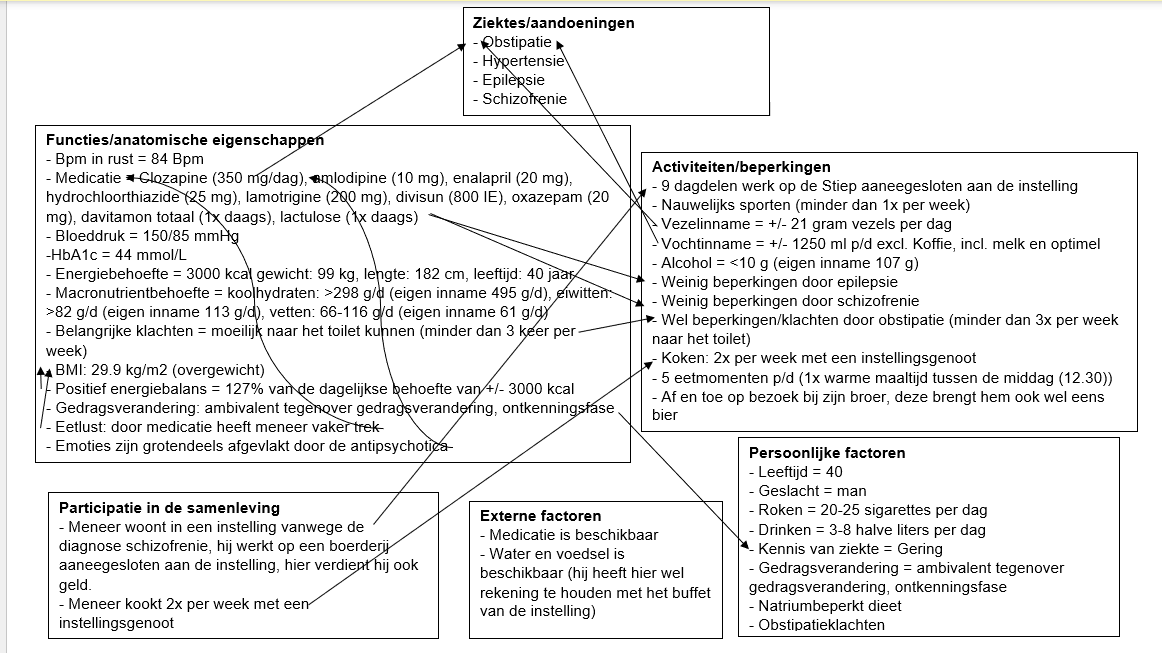 Ziektes/aandoeningen
- Obstipatie
- Hypertensie
- Epilepsie
- Schizofrenie
Functies/anatomische eigenschappen
- Bpm in rust = 84 Bpm
- Medicatie = Clozapine (350 mg/dag), amlodipine (10 mg), enalapril (20 mg),
hydrochloorthiazide (25 mg), lamotrigine (200 mg), divisun (800 IE), oxazepam (20
mg), davitamon totaal (1x daags), lactulose (1x daags)
- Bloeddruk = 150/85 mmHg
-HbA1c = 44 mmol/L
- Energiebehoefte = 3000 kcal gewicht: 99 kg, lengte: 182 cm, leeftijd: 40 jaar
- Macronutrientbehoefte = koolhydraten: >298 g/d (eigen inname 495 g/d), eiwitten:
>82 g/d (eigen inname 113 g/d), vetten: 66-116 g/d (eigen inname 61 g/d)
- Belangrijke klachten = moeilijk naar het toilet kunnen (minder dan 3 keer per
week)
- BMI: 29.9 kg/m2 (overgewicht)
- Positief energiebalans = 127% van de dagelijkse behoefte van +/- 3000 kcal
- Gedragsverandering: ambivalent tegenover gedragsverandering, ontkenningsfase
- Eetlust: door medicatie heeft meneer vaker trek
- Emoties zijn grotendeels afgevlakt door de antipsychotica
Activiteiten/beperkingen
- 9 dagdelen werk op de Stiep aaneegesloten aan de instelling
- Nauwelijks sporten (minder dan 1x per week)
- Vezelinname = +/- 21 gram vezels per dag
- Vochtinname = +/- 1250 ml p/d excl. Koffie, incl. melk en optimel
- Alcohol = <10 g (eigen inname 107 g)
- Weinig beperkingen door epilepsie
- Weinig beperkingen door schizofrenie
- Wel beperkingen/klachten door obstipatie (minder dan 3x per week
naar het toilet)
- Koken: 2x per week met een instellingsgenoot
- 5 eetmomenten p/d (1x warme maaltijd tussen de middag (12.30))
- Af en toe op bezoek bij zijn broer, deze brengt hem ook wel eens
bier
Participatie in de samenleving
- Meneer woont in een instelling vanwege de
diagnose schizofrenie, hij werkt op een boerderij
aaneegesloten aan de instelling, hier verdient hij ook
geld.
- Meneer kookt 2x per week met een
instellingsgenoot
Externe factoren
- Medicatie is beschikbaar
- Water en voedsel is
beschikbaar (hij heeft hier wel
rekening te houden met het buffet
van de instelling)
Persoonlijke factoren
- Leeftijd = 40
- Geslacht = man
- Roken = 20-25 sigarettes per dag
- Drinken = 3-8 halve liters per dag
- Kennis van ziekte = Gering
- Gedragsverandering = ambivalent tegenover
gedragsverandering, ontkenningsfase
- Natriumbeperkt dieet
- Obstipatieklachten